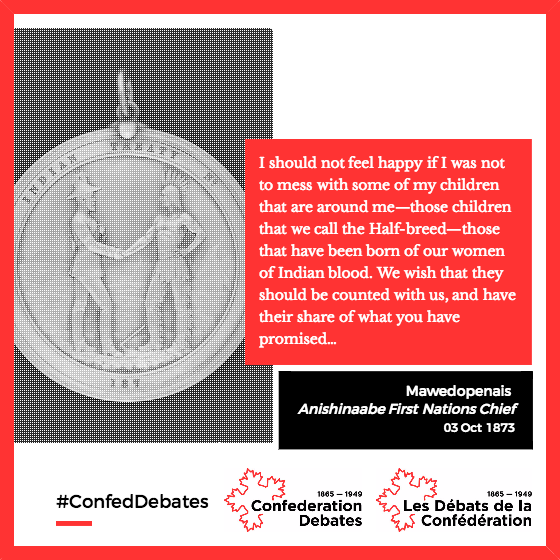 INDIAN TREATY No
187
I should not feel happy if I was not
to mess with some of my children
that are around me—those children
that we call the Half-breed—those
that have been born of our women
of Indian blood. We wish that they
should be counted with us, and have
their share of what you have
promised...
Mawedopenais
Anishinaabe First Nations Chief
03 Oct 1873
#ConfedDebates
1865 — 1949
Confederation
Debates
1865 — 1949
Les Débats de la
Confédération